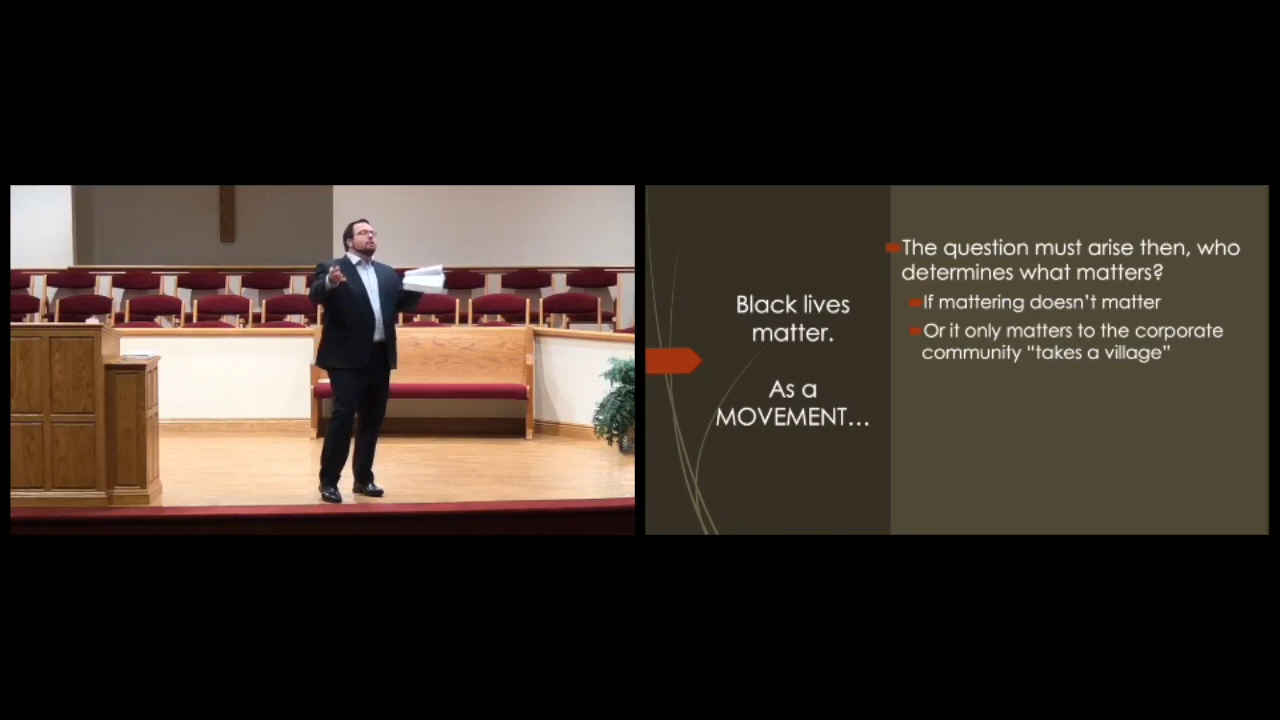 Black lives
matter.
As a
MOVEMENT…
The question must arise then, who
determines what matters?
If mattering doesn't matter
Or it only matters to the corporate
community “takes a village”